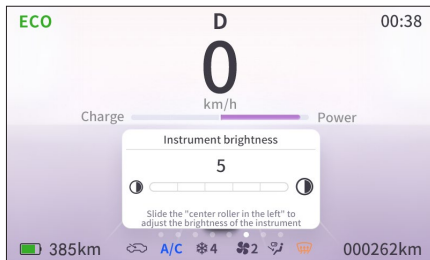 ECO D 00:38
0
km/h
Charge Power
Instrument brightness
5
Slide the "center roller in the left" to
adjust the brightness of the instrument
385km A/C 4 2 000262km